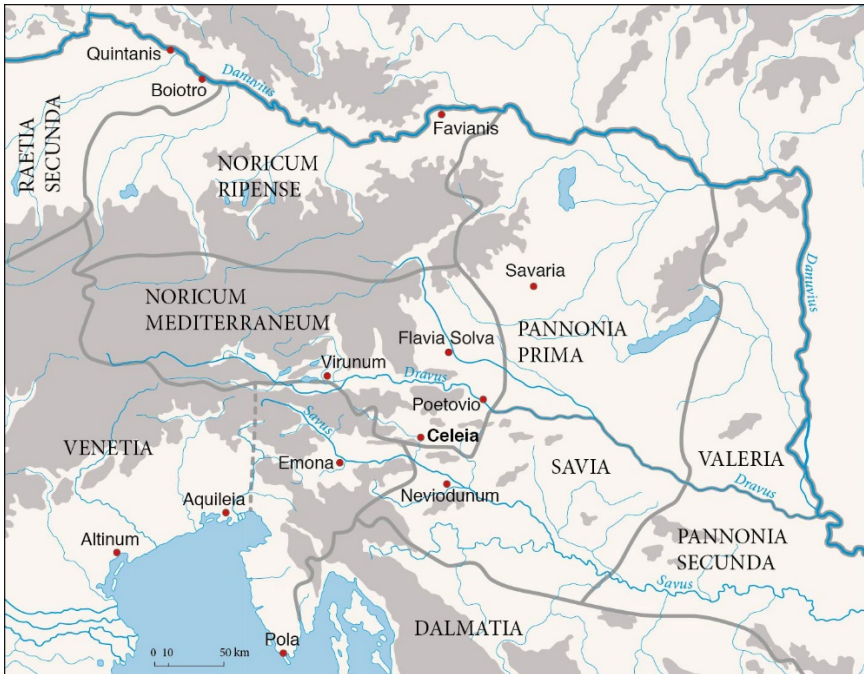 Quintanis
Danuvius
Boiotro
RAETIA
SECUNDA
Favianis
NORICUM
RIPENSE
Savaria
Danuvius
NORICUM
MEDITERRANEUM
PANNONIA
PRIMA
Flavia Solva
Virunum
Dravus
Poetovio
Savus
Celeia
VENETIA
Emona
SAVIA
VALERIA
Neviodunum
Dravus
Aquileia
Altinum
PANNONIA
SECUNDA
Savus
DALMATIA
Pola
0 10 50 km